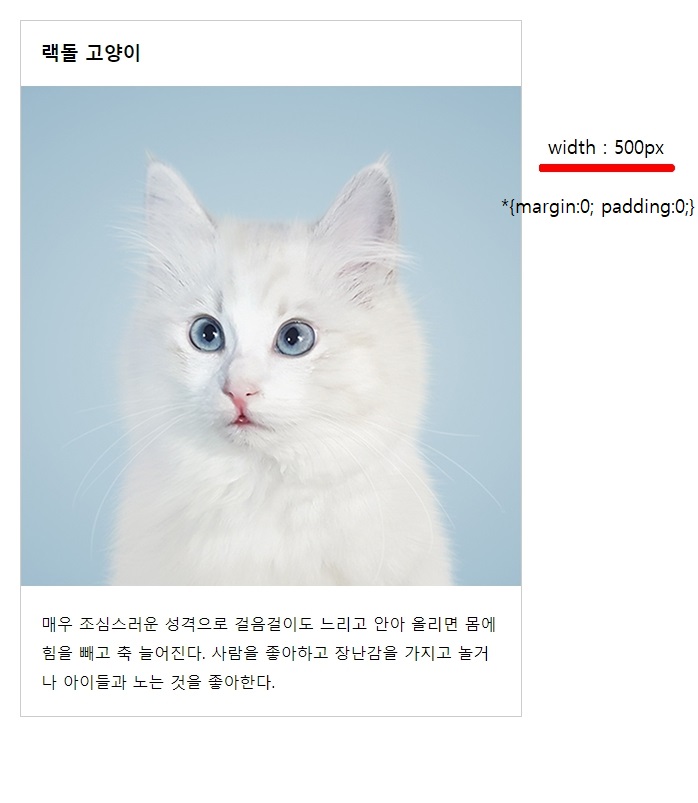 랙돌 고양이
width : 500px
*{margin:0; padding:0;}
매우 조심스러운 성격으로 걸음걸이도 느리고 안아 올리면 몸에
힘을 빼고 축 늘어진다. 사람을 좋아하고 장난감을 가지고 놀거
나 아이들과 노는 것을 좋아한다.